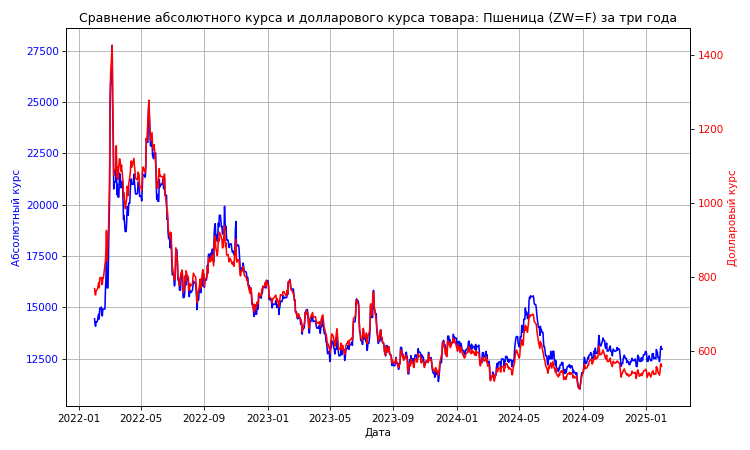 Сравнение абсолютного курса и долларового курса товара: Пшеница (ZW=F) за три года
27500
25000
22500
20000
17500
15000
12500
Абсолютный курс
1400
1200
1000
800
600
Долларовый курс
2022-01 2022-05 2022-09 2023-01 2023-05 2023-09 2024-01 2024-05 2024-09 2025-01
Дата